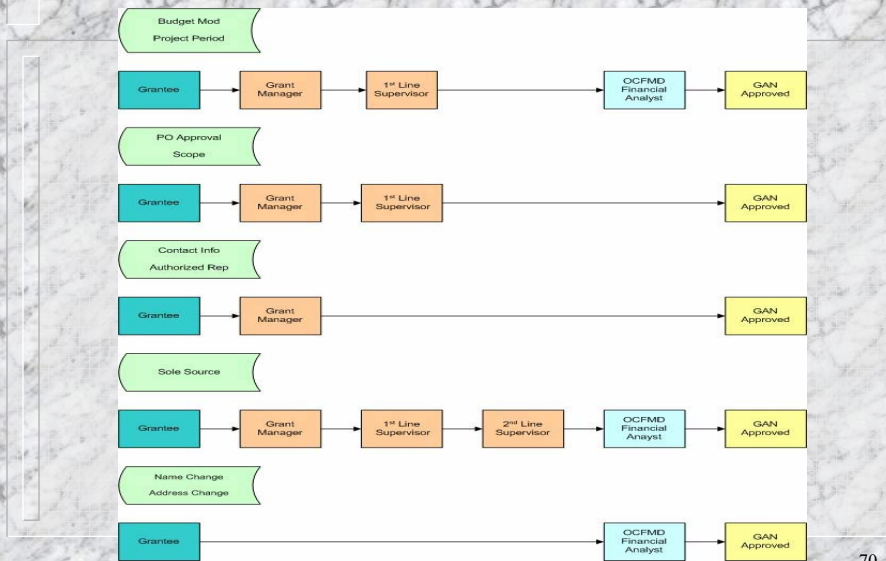 Budget Mod
Project Period
Grantee
Grant
Manager
1st Line
Supervisor
OCFMD
Financial
Analyst
GAN
Approved
PO Approval
Scope
Grantee
Grant
Manager
1st Line
Supervisor
GAN
Approved
Contact Info
Authorized Rep
Grantee
Grant
Manager
GAN
Approved
Sole Source
Grantee
Grant
Manager
1st Line
Supervisor
2nd Line
Supervisor
OCFMD
Financial
Anayst
GAN
Approved
Name Change
Address Change
Grantee
OCFMD
Financial
Analyst
GAN
Approved
70